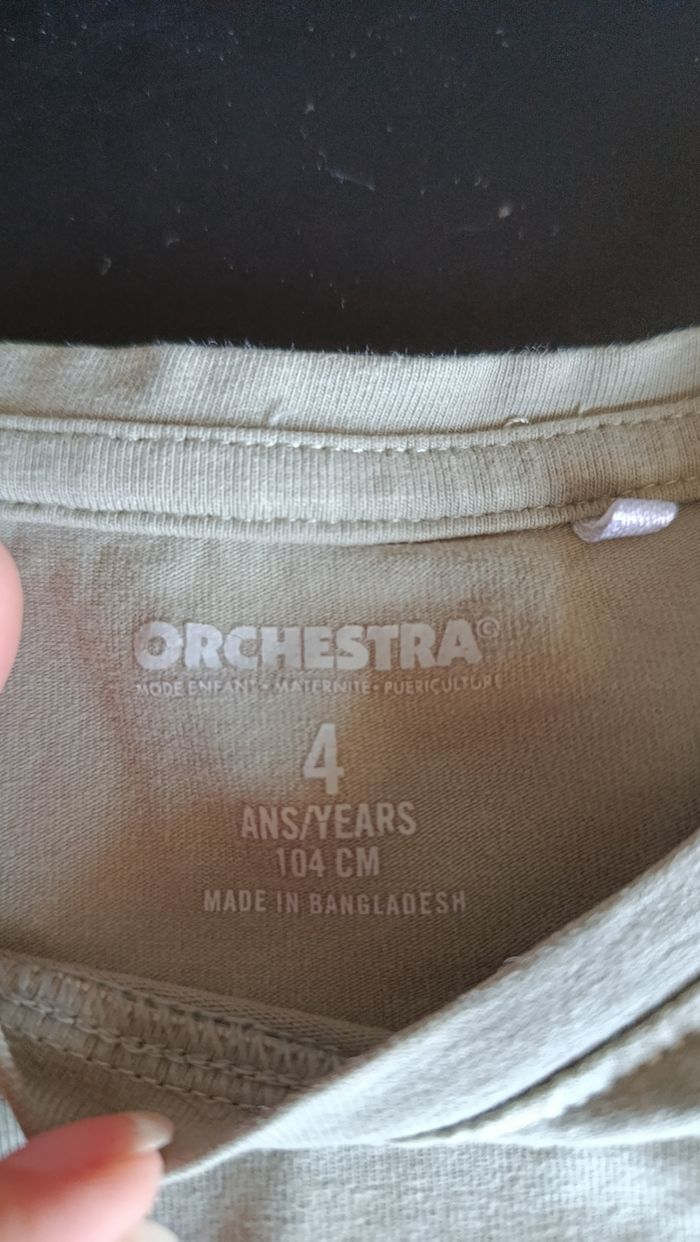 ORCHESTRA©
MODE ENFANT • MATERNITE • PUERICULTURE
4
ANS/YEARS
104 CM
MADE IN BANGLADESH